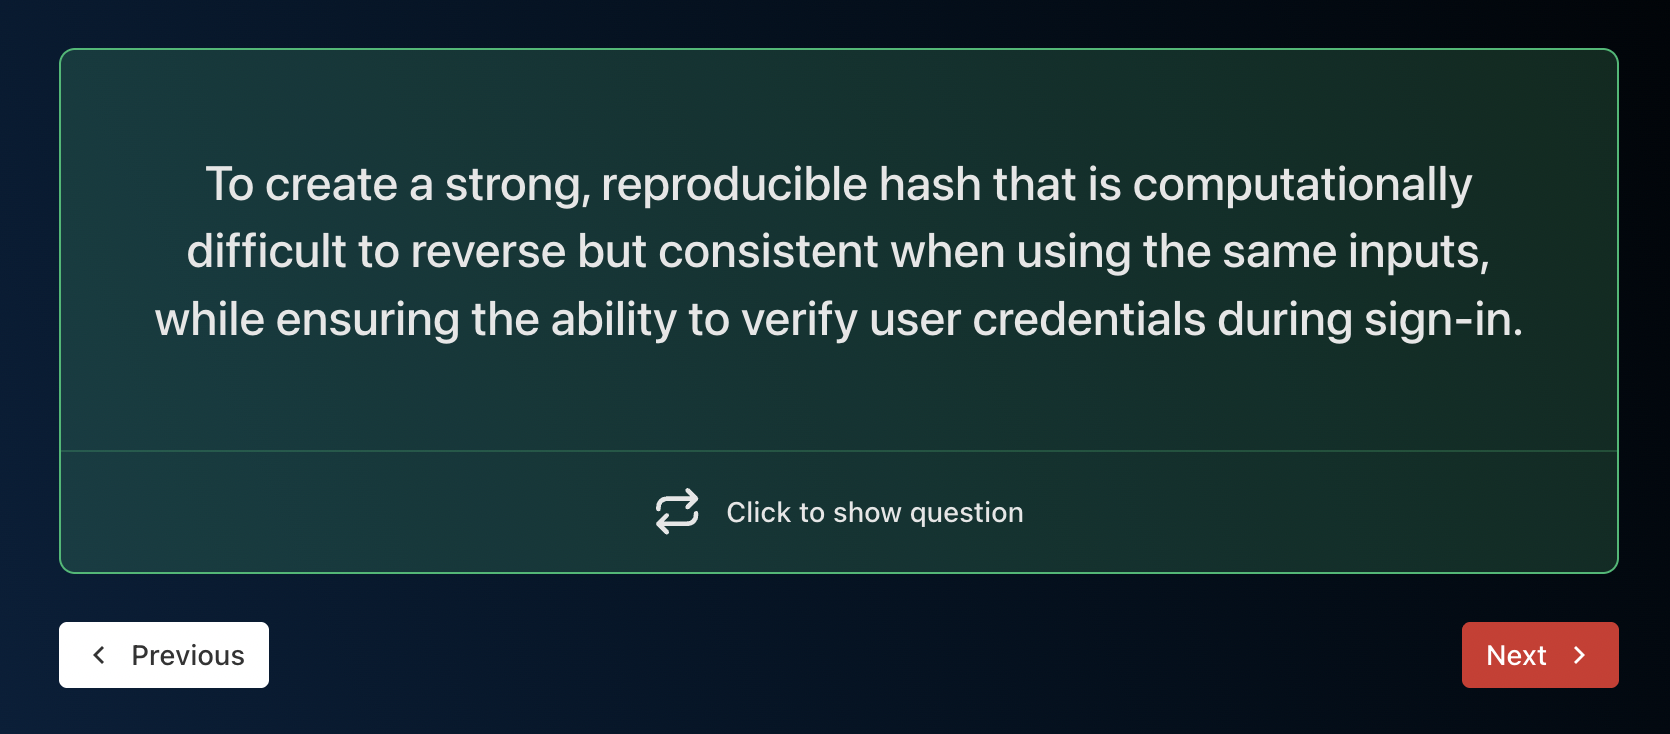 To create a strong, reproducible hash that is computationally
difficult to reverse but consistent when using the same inputs,
while ensuring the ability to verify user credentials during sign-in.
Click to show question
Previous
Next